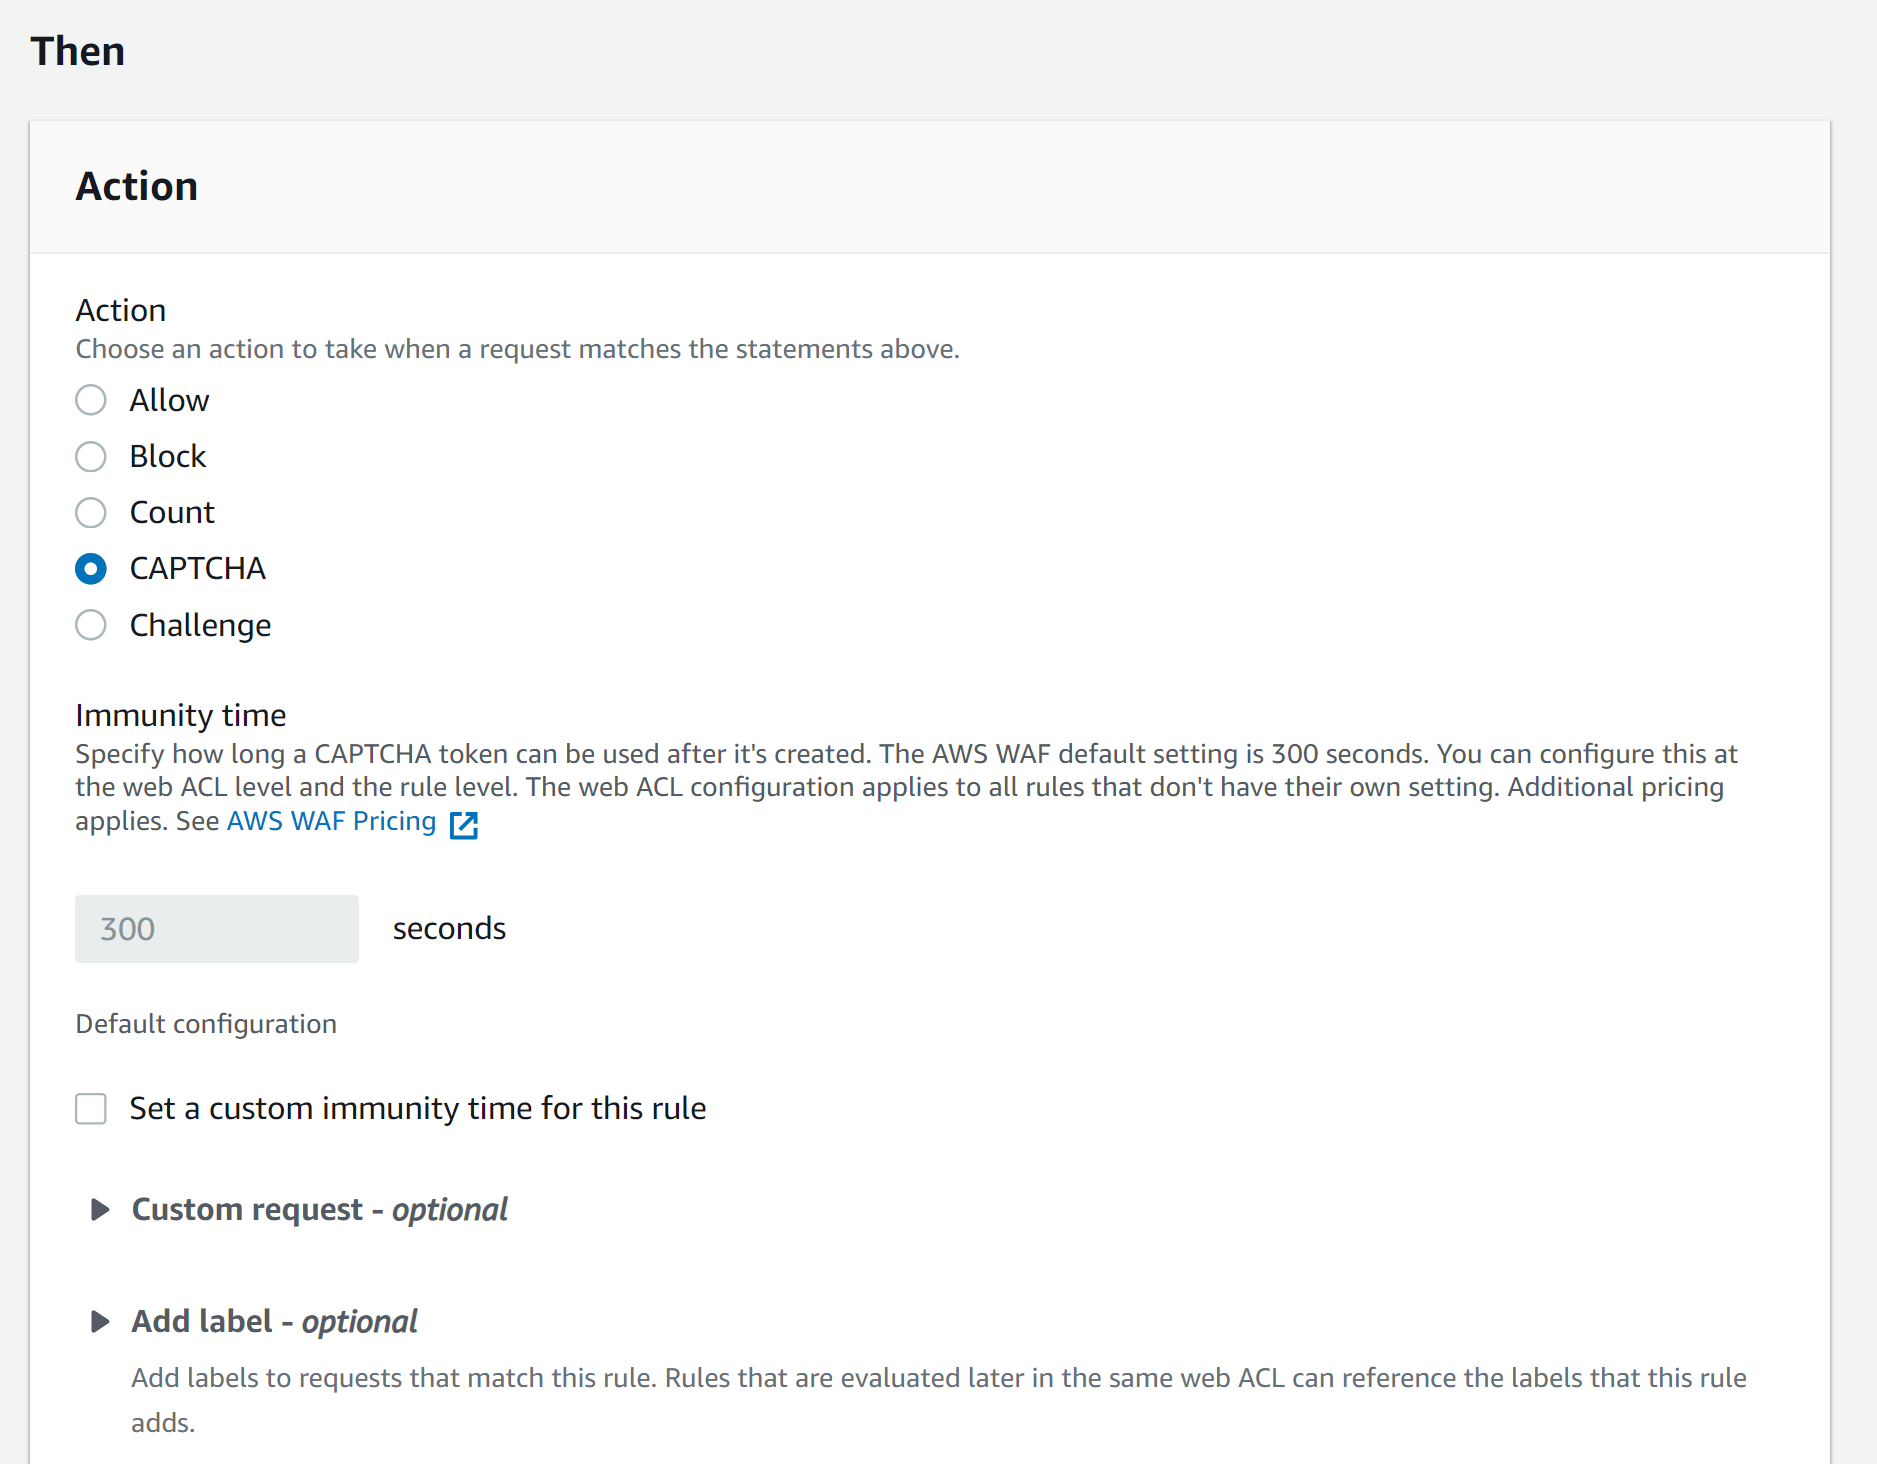 Then
Action
Action
Choose an action to take when a request matches the statements above.
Allow
Block
Count
CAPTCHA
Challenge
Immunity time
Specify how long a CAPTCHA token can be used after it's created. The AWS WAF default setting is 300 seconds. You can configure this at
the web ACL level and the rule level. The web ACL configuration applies to all rules that don't have their own setting. Additional pricing
applies. See AWS WAF Pricing
300 seconds
Default configuration
Set a custom immunity time for this rule
Custom request - optional
Add label - optional
Add labels to requests that match this rule. Rules that are evaluated later in the same web ACL can reference the labels that this rule
adds.